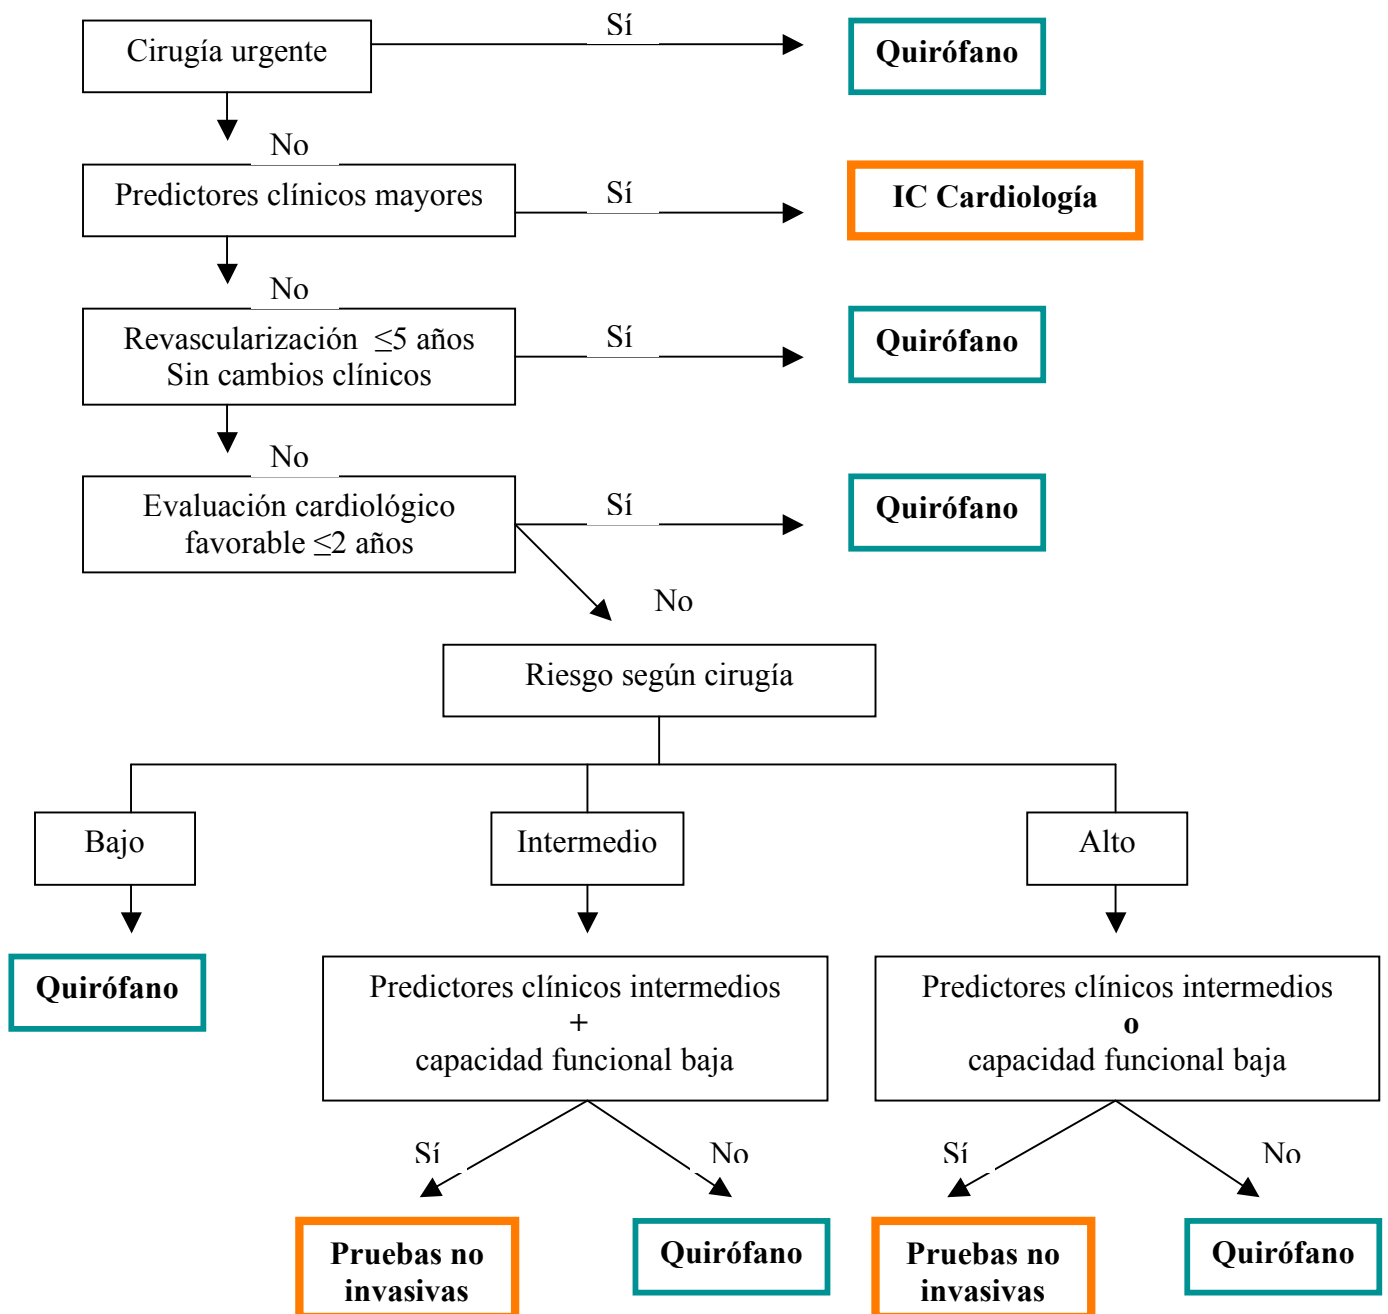 Cirugía urgente
Sí
Quirófano
No
Predictores clínicos mayores
Sí
IC Cardiología
No
Revascularización ≤5 años
Sin cambios clínicos
Sí
Quirófano
No
Evaluación cardiológico
favorable ≤2 años
Sí
Quirófano
No
Riesgo según cirugía
Bajo
Intermedio
Alto
Quirófano
Predictores clínicos intermedios
+
capacidad funcional baja
Predictores clínicos intermedios
o
capacidad funcional baja
Sí
No
Sí
No
Pruebas no
invasivas
Quirófano
Pruebas no
invasivas
Quirófano